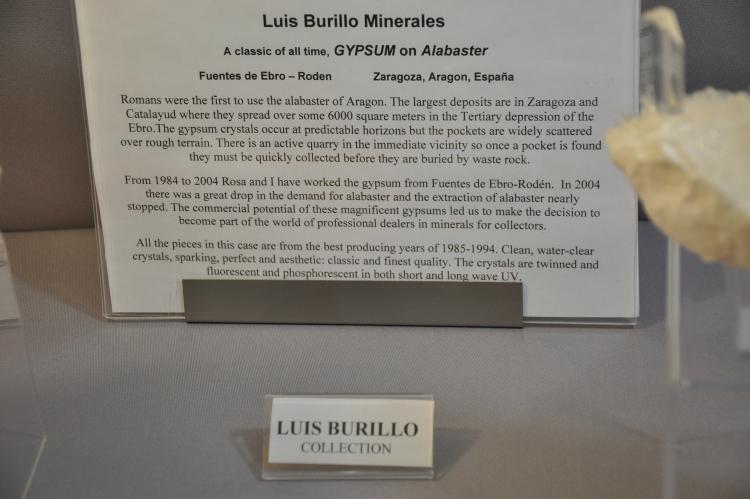 Luis Burillo Minerales
A classic of all time, GYPSUM on Alabaster
Fuentes de Ebro – Roden Zaragoza, Aragon, España
Romans were the first to use the alabaster of Aragon. The largest deposits are in Zaragoza and
Catalayud where they spread over some 6000 square meters in the Tertiary depression of the
Ebro.The gypsum crystals occur at predictable horizons but the pockets are widely scattered
over rough terrain. There is an active quarry in the immediate vicinity so once a pocket is found
they must be quickly collected before they are buried by waste rock.
From 1984 to 2004 Rosa and I have worked the gypsum from Fuentes de Ebro-Rodén. In 2004
there was a great drop in the demand for alabaster and the extraction of alabaster nearly
stopped. The commercial potential of these magnificent gypsums led us to make the decision to
become part of the world of professional dealers in minerals for collectors.
All the pieces in this case are from the best producing years of 1985-1994. Clean, water-clear
crystals, sparking, perfect and aesthetic: classic and finest quality. The crystals are twinned and
fluorescent and phosphorescent in both short and long wave UV.
LUIS BURILLO
COLLECTION